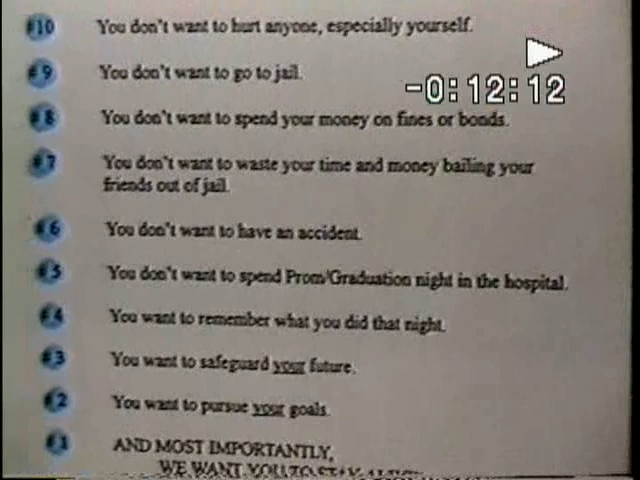 #10 You don't want to hurt anyone, especially yourself.
#9 You don't want to go to jail.
-0:12:12
#8 You don't want to spend your money on fines or bonds.
#7 You don't want to waste your time and money bailing your
friends out of jail.
#6 You don't want to have an accident.
#5 You don't want to spend Prom/Graduation night in the hospital.
#4 You want to remember what you did that night.
#3 You want to safeguard your future.
#2 You want to pursue your goals.
#1 AND MOST IMPORTANTLY,
WE WANT YOU TO STAY